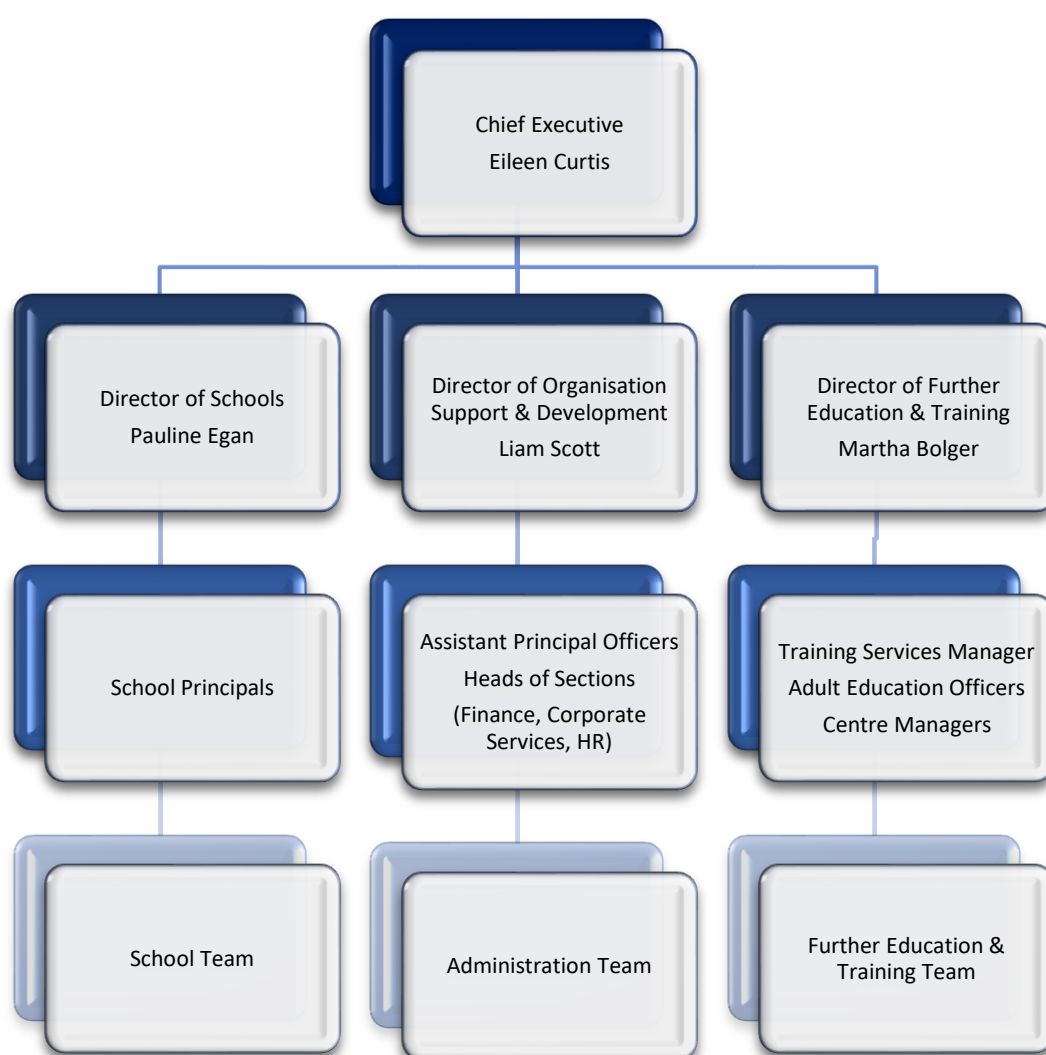 Chief Executive
Eileen Curtis
Director of Schools
Pauline Egan
Director of Organisation
Support & Development
Liam Scott
Director of Further
Education & Training
Martha Bolger
School Principals
Assistant Principal Officers
Heads of Sections
(Finance, Corporate
Services, HR)
Training Services Manager
Adult Education Officers
Centre Managers
School Team
Administration Team
Further Education &
Training Team